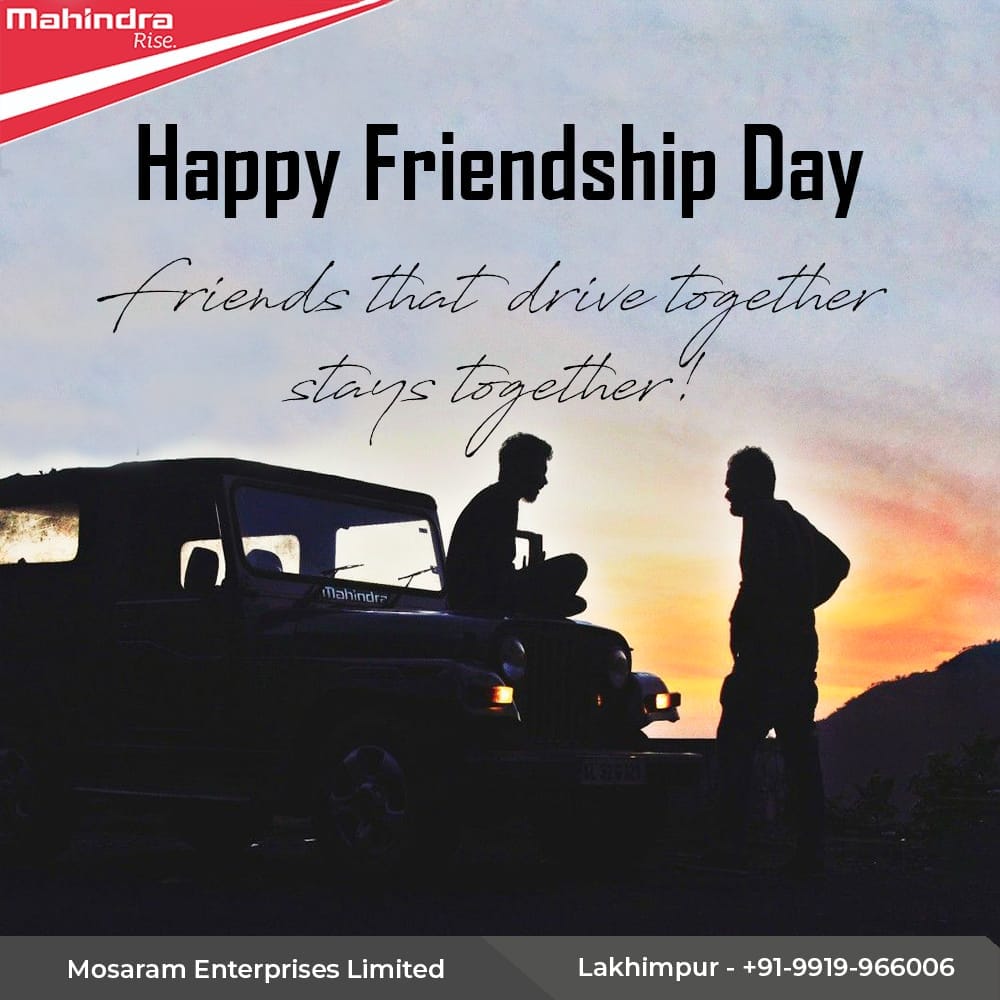 Mahindra
Rise.
Happy Friendship Day
friends that drive together
stays together!
Mahindra
Mosaram Enterprises Limited
Lakhimpur - +91-9919-966006